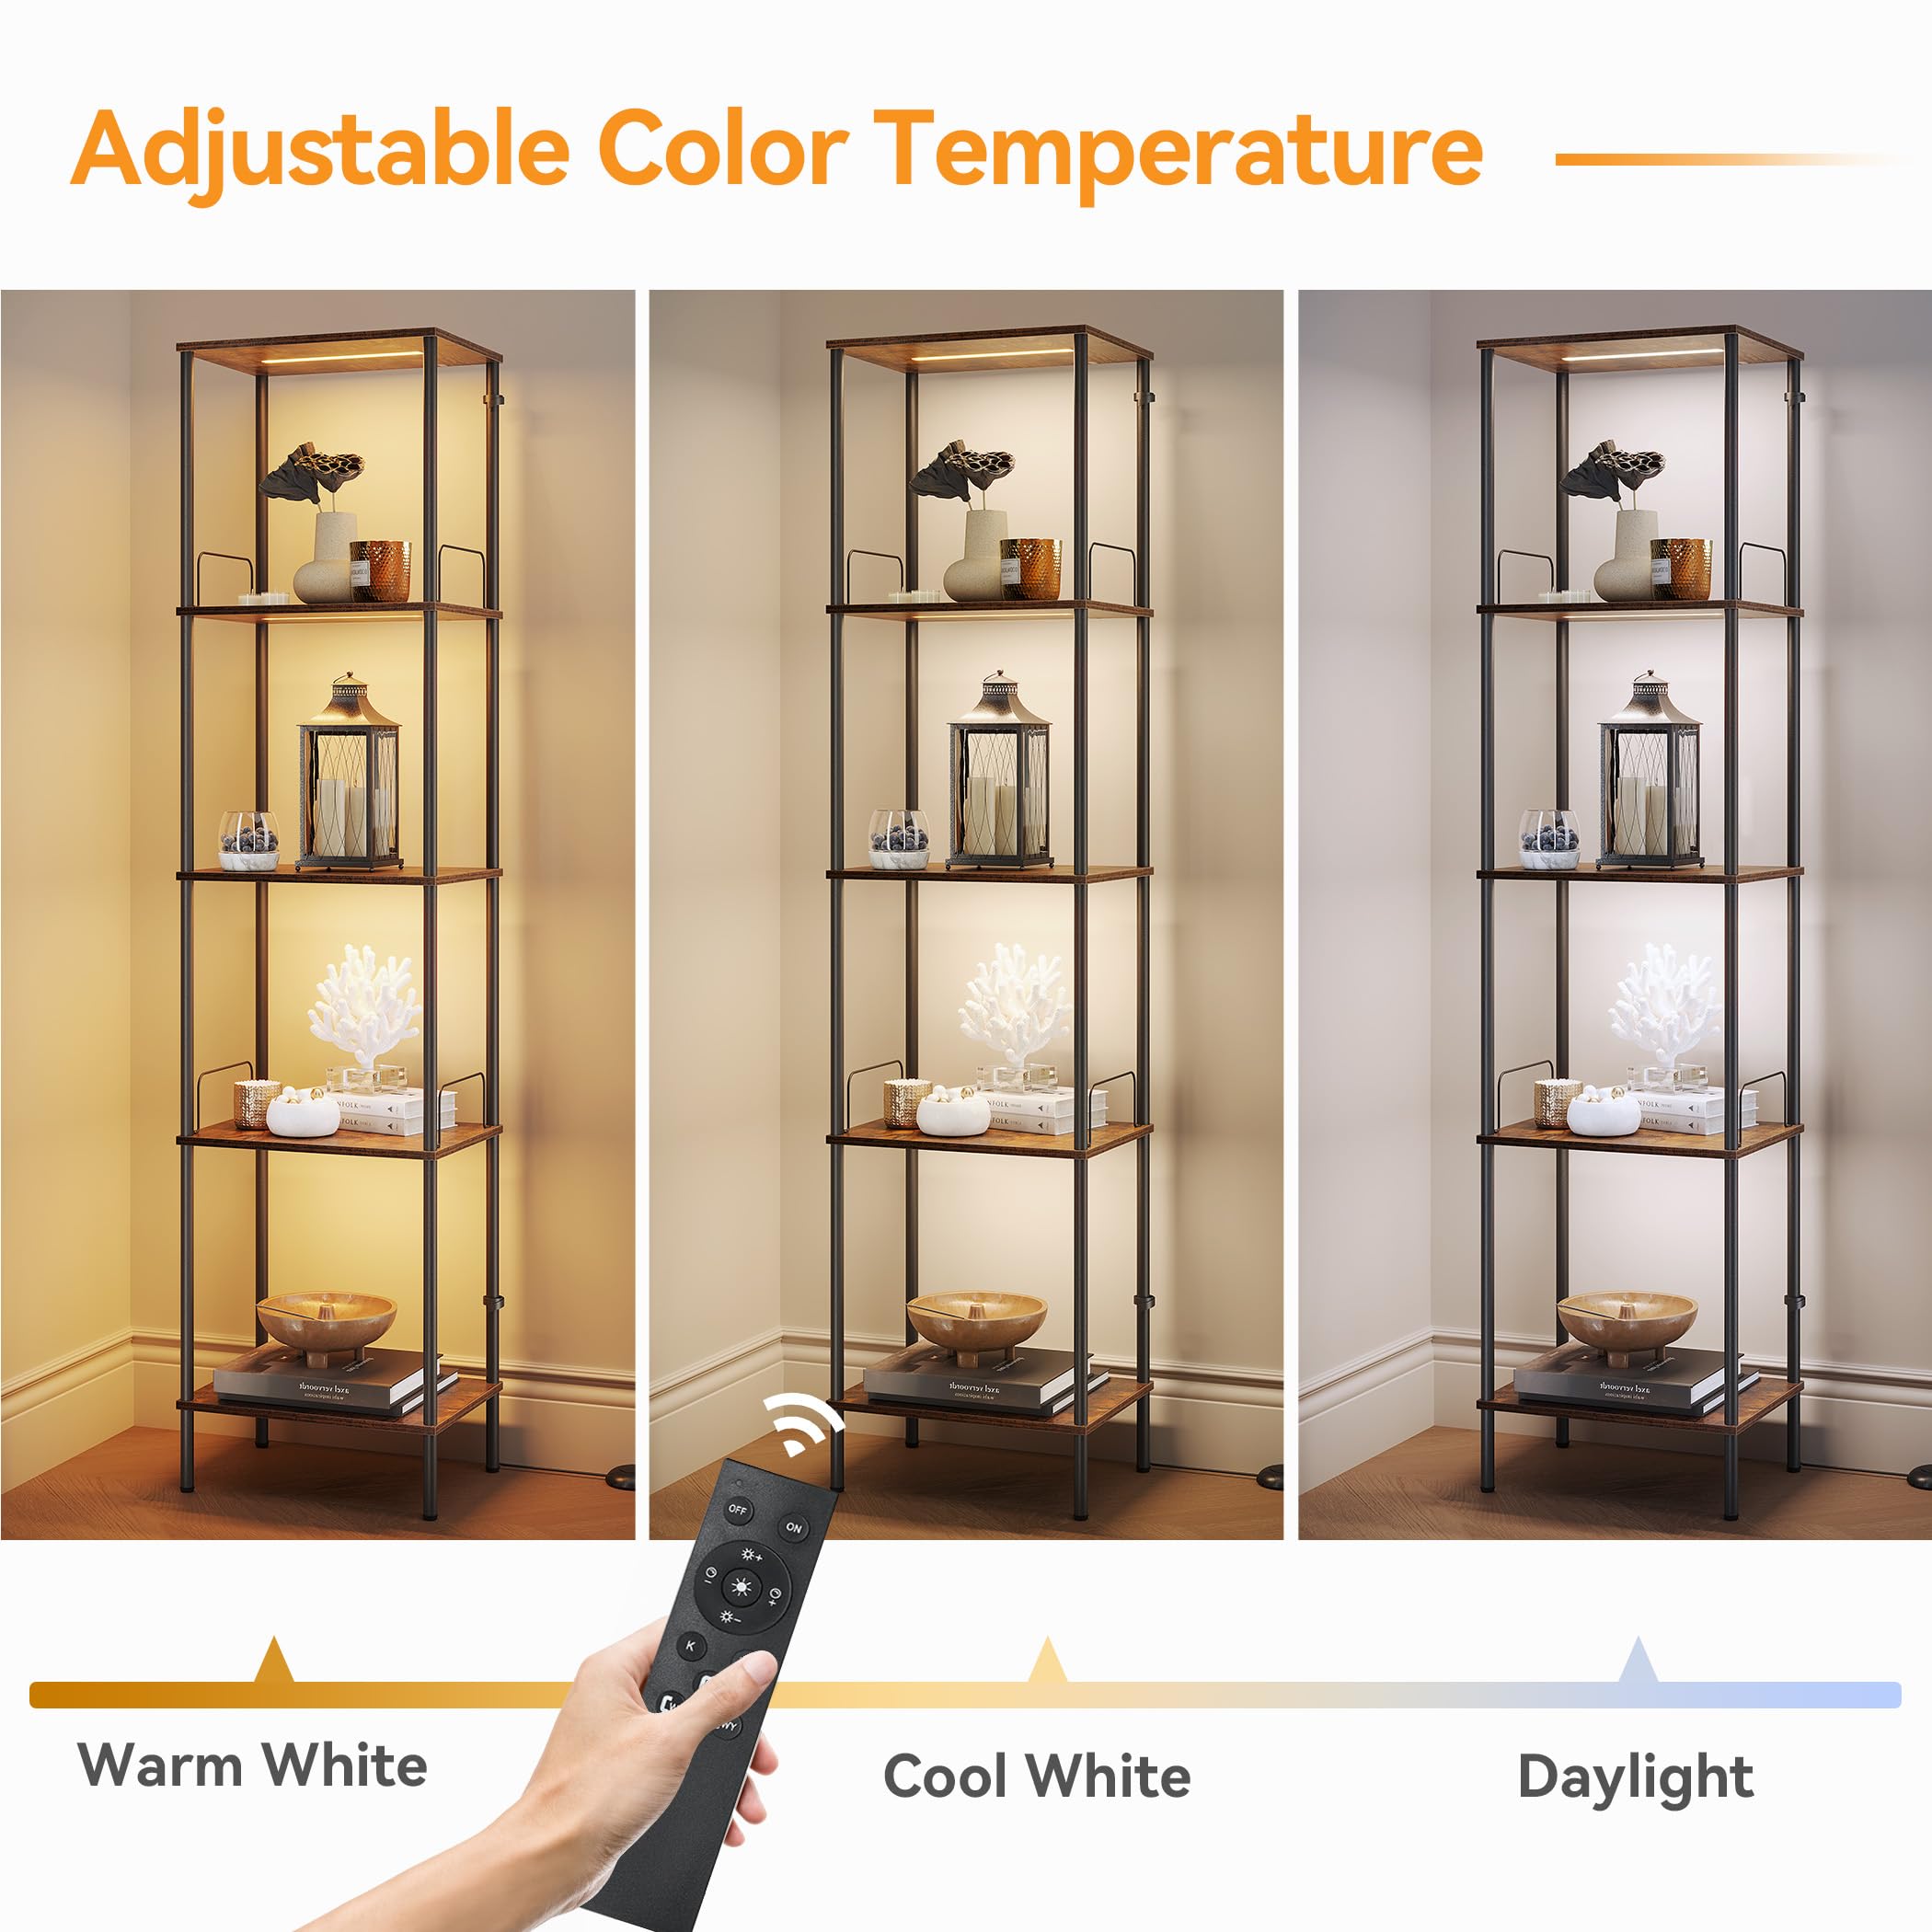 Adjustable Color Temperature
OFF
ON
K
Warm White
Cool White
Daylight